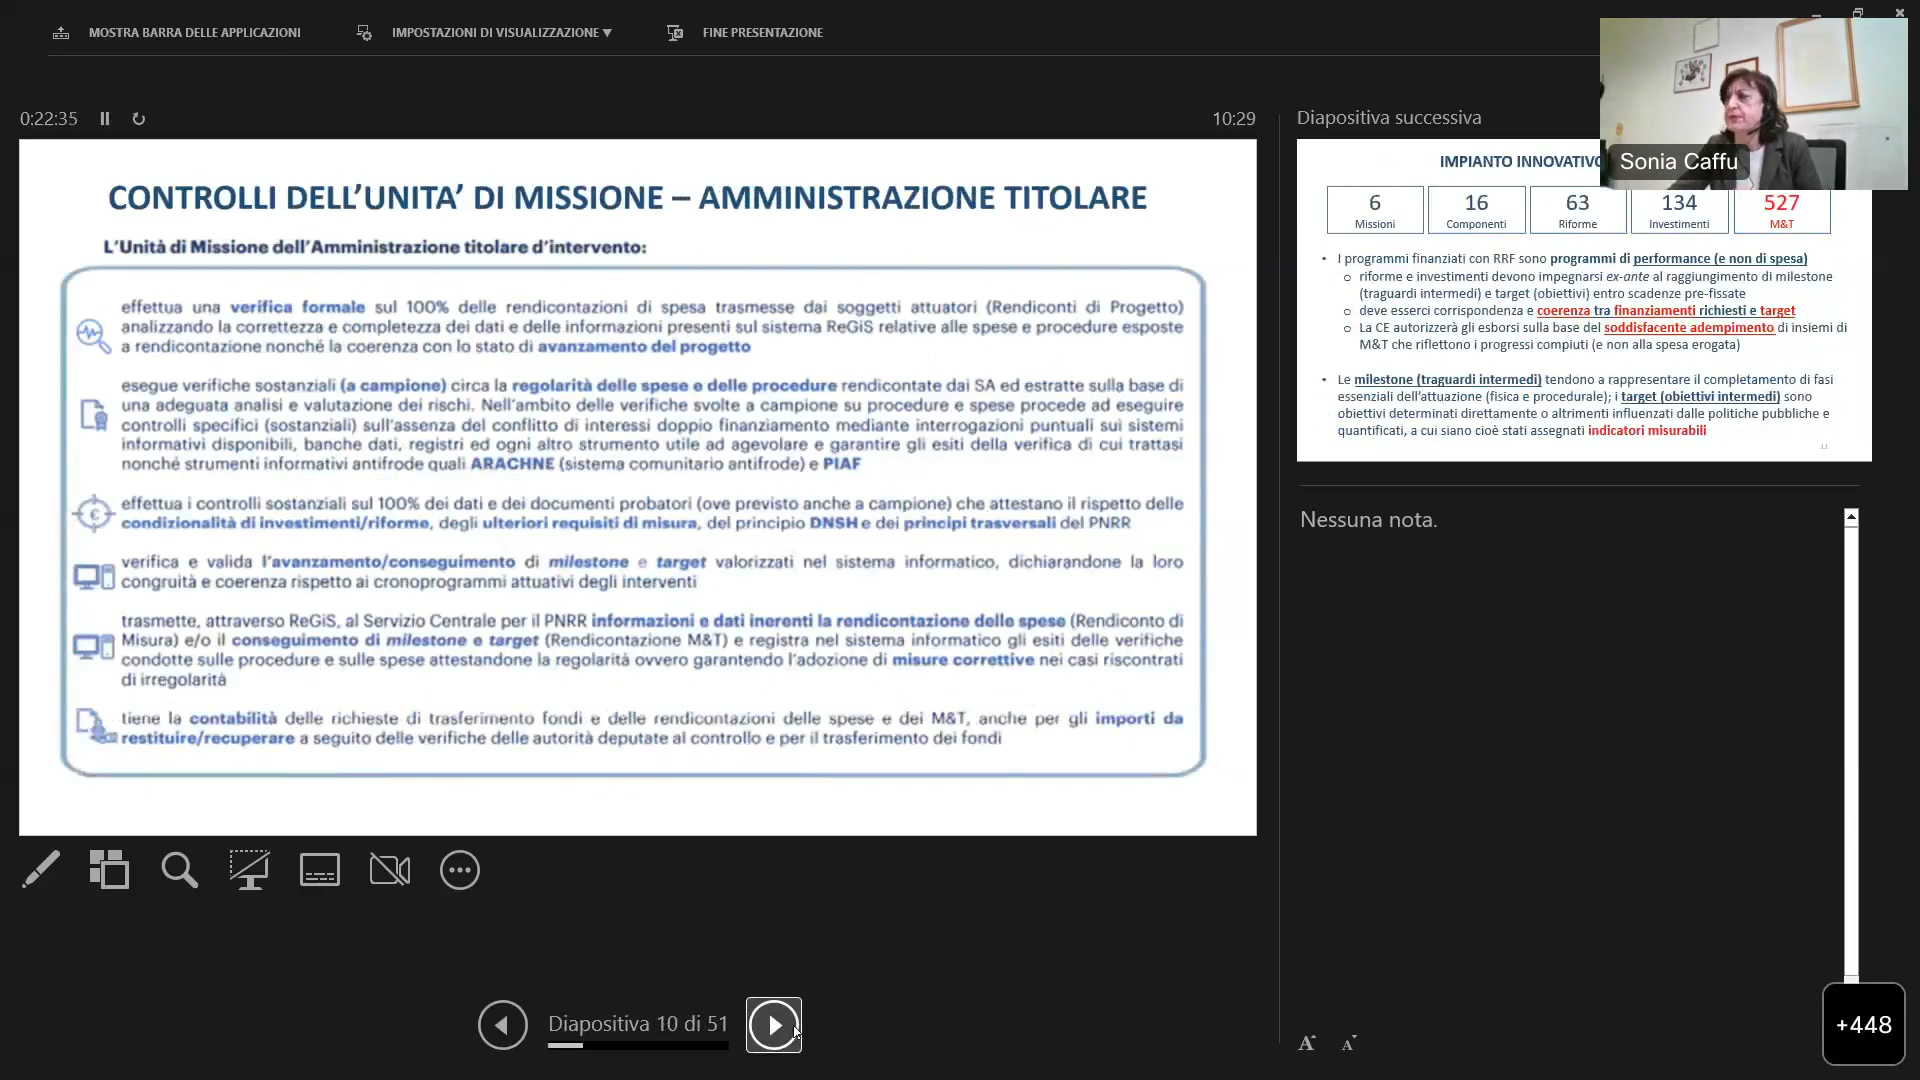 MOSTRA BARRA DELLE APPLICAZIONI
IMPOSTAZIONI DI VISUALIZZAZIONE ▼
FINE PRESENTAZIONE
0:22:35
10:29
CONTROLLI DELL’UNITA’ DI MISSIONE – AMMINISTRAZIONE TITOLARE
L’Unità di Missione dell’Amministrazione titolare d’intervento:
effettua una verifica formale sul 100% delle rendicontazioni di spesa trasmesse dai soggetti attuatori (Rendiconti di Progetto)
analizzando la correttezza e completezza dei dati e delle informazioni presenti sul sistema ReGiS relative alle spese e procedure esposte
a rendicontazione nonché la coerenza con lo stato di avanzamento del progetto
esegue verifiche sostanziali (a campione) circa la regolarità delle spese e delle procedure rendicontate dai SA ed estratte sulla base di
una adeguata analisi e valutazione dei rischi. Nell’ambito delle verifiche svolte a campione su procedure e spese procede ad eseguire
controlli specifici (sostanziali) sull’assenza del conflitto di interessi doppio finanziamento mediante interrogazioni puntuali sui sistemi
informativi disponibili, banche dati, registri ed ogni altro strumento utile ad agevolare e garantire gli esiti della verifica di cui trattasi
nonché strumenti informativi antifrode quali ARACHNE (sistema comunitario antifrode) e PIAF
effettua i controlli sostanziali sul 100% dei dati e dei documenti probatori (ove previsto anche a campione) che attestano il rispetto delle
condizionalità di investimenti/riforme, degli ulteriori requisiti di misura, del principio DNSH e dei principi trasversali del PNRR
verifica e valida l’avanzamento/conseguimento di milestone e target valorizzati nel sistema informatico, dichiarandone la loro
congruità e coerenza rispetto ai cronoprogrammi attuativi degli interventi
trasmette, attraverso ReGiS, al Servizio Centrale per il PNRR informazioni e dati inerenti la rendicontazione delle spese (Rendiconto di
Misura) e/o il conseguimento di milestone e target (Rendicontazione M&T) e registra nel sistema informatico gli esiti delle verifiche
condotte sulle procedure e sulle spese attestandone la regolarità ovvero garantendo l’adozione di misure correttive nei casi riscontrati
di irregolarità
tiene la contabilità delle richieste di trasferimento fondi e delle rendicontazioni delle spese e dei M&T, anche per gli importi da
restituire/recuperare a seguito delle verifiche delle autorità deputate al controllo e per il trasferimento dei fondi
Diapositiva 10 di 51
Diapositiva successiva
Sonia Caffu
IMPIANTO INNOVATIVO
6
Missioni
16
Componenti
63
Riforme
134
Investimenti
527
M&T
• I programmi finanziati con RRF sono programmi di performance (e non di spesa)
o riforme e investimenti devono impegnarsi ex-ante al raggiungimento di milestone
(traguardi intermedi) e target (obiettivi) entro scadenze pre-fissate
o deve esserci corrispondenza e coerenza tra finanziamenti richiesti e target
o La CE autorizzerà gli esborsi sulla base del soddisfacente adempimento di insiemi di
M&T che riflettono i progressi compiuti (e non alla spesa erogata)
• Le milestone (traguardi intermedi) tendono a rappresentare il completamento di fasi
essenziali dell’attuazione (fisica e procedurale); i target (obiettivi intermedi) sono
obiettivi determinati direttamente o altrimenti influenzati dalle politiche pubbliche e
quantificati, a cui siano cioè stati assegnati indicatori misurabili
11
Nessuna nota.
A A
+448